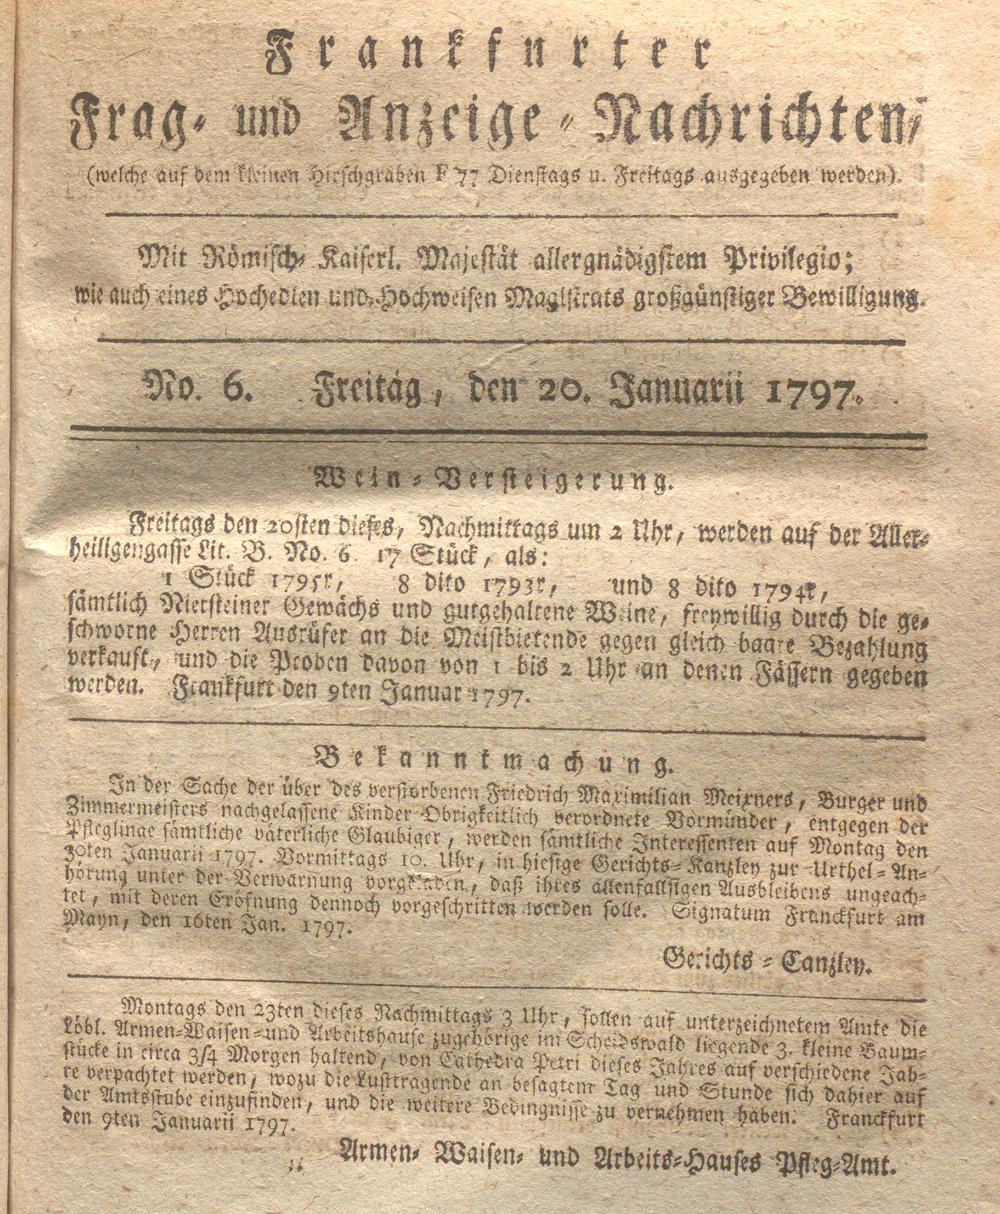 Frankfurter
Frag- und Anzeige-Nachrichten,
(welche auf dem kleinen Hirschgraben F 77 Dienstags u. Freitags ausgegeben werden).
Mit Römisch-Kaiserl. Majestät allergnädigstem Privilegio;
wie auch eines Hochedlen und Hochweisen Magistrats großgünstiger Bewilligung.
No. 6. Freitag, den 20. Januarii 1797.
Wein-Versteigerung.
Freitags den 20sten dieses, Nachmittags um 2 Uhr, werden auf der Aller-
heiligengasse Lit. B. No. 6. 17 Stück, als:
1 Stück 1795r, 8 dito 1793r, und 8 dito 1794r,
sämtlich Niersteiner Gewächs und gutgehaltene Weine, freywillig durch die ge-
schworne Herren Ausrüfer an die Meistbietende gegen gleich baare Bezahlung
verkauft, und die Proben davon von 1 bis 2 Uhr an denen Fässern gegeben
werden. Frankfurt den 9ten Januar 1797.
Bekanntmachung.
In der Sache der über des verstorbenen Friedrich Maximilian Meixners, Burger und
Zimmermeisters nachgelassene Kinder Obrigkeitlich verordnete Vormünder, entgegen der
Pfleglinge sämtliche väterliche Glaubiger, werden sämtliche Interessenten auf Montag den
30ten Januarii 1797. Vormittags 10. Uhr, in hiesige Gerichts-Kanzley zur Urthel-An-
hörung unter der Verwarnung vorgeladen, daß ihres allenfallsigen Ausbleibens ungeach-
tet, mit deren Eröfnung dennoch vorgeschritten werden solle. Signatum Franckfurt am
Mayn, den 16ten Jan. 1797.
Gerichts-Canzley.
Montags den 23ten dieses Nachmittags 3 Uhr, sollen auf unterzeichnetem Amte die
Löbl. Armen-Waisen-und Arbeitshause zugehörige im Scheidswald liegende 3. kleine Baum-
stücke in circa 3/4 Morgen haltend, von Cathedra Petri dieses Jahres auf verschiedene Jah-
re verpachtet werden, wozu die Lusttragende an besagtem Tag und Stunde sich dahier auf
der Amtsstube einzufinden, und die weitere Bedingnisse zu vernehmen haben. Franckfurt
den 9ten Januarii 1797.
Armen- Waisen- und Arbeits-Hauses Pfleg-Amt.